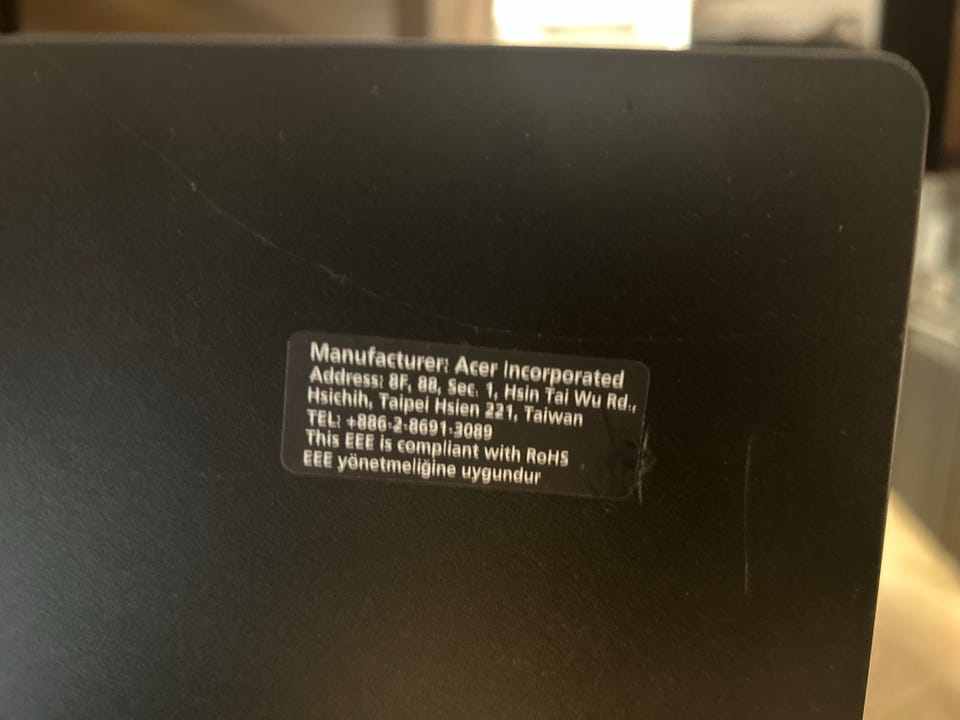 Manufacturer: Acer Incorporated
Address: 8F, 88, Sec. 1, Hsin Tai Wu Rd.,
Hsichih, Taipei Hsien 221, Taiwan
TEL: +886-2-8691-3089
This EEE is compliant with RoHS
EEE yönetmeliğine uygundur